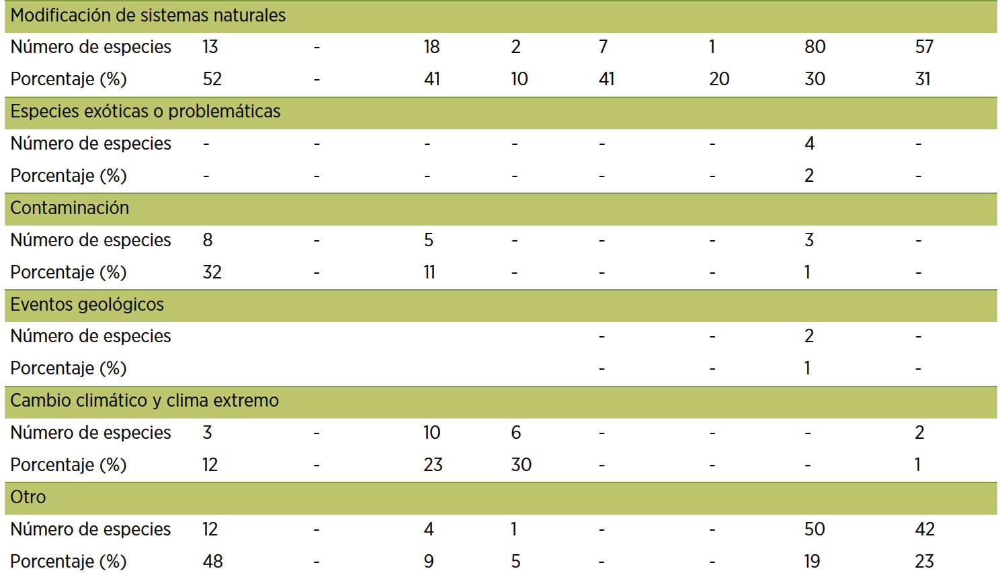 Modificación de sistemas naturales
Número de especies 13 - 18 2 7 1 80 57
Porcentaje (%) 52 - 41 10 41 20 30 31
Especies exóticas o problemáticas
Número de especies - - - - - - 4 -
Porcentaje (%) - - - - - - 2 -
Contaminación
Número de especies 8 - 5 - - - 3 -
Porcentaje (%) 32 - 11 - - - 1 -
Eventos geológicos
Número de especies - - 2 -
Porcentaje (%) - - 1 -
Cambio climático y clima extremo
Número de especies 3 - 10 6 - - - 2
Porcentaje (%) 12 - 23 30 - - - 1
Otro
Número de especies 12 - 4 1 - - 50 42
Porcentaje (%) 48 - 9 5 - - 19 23